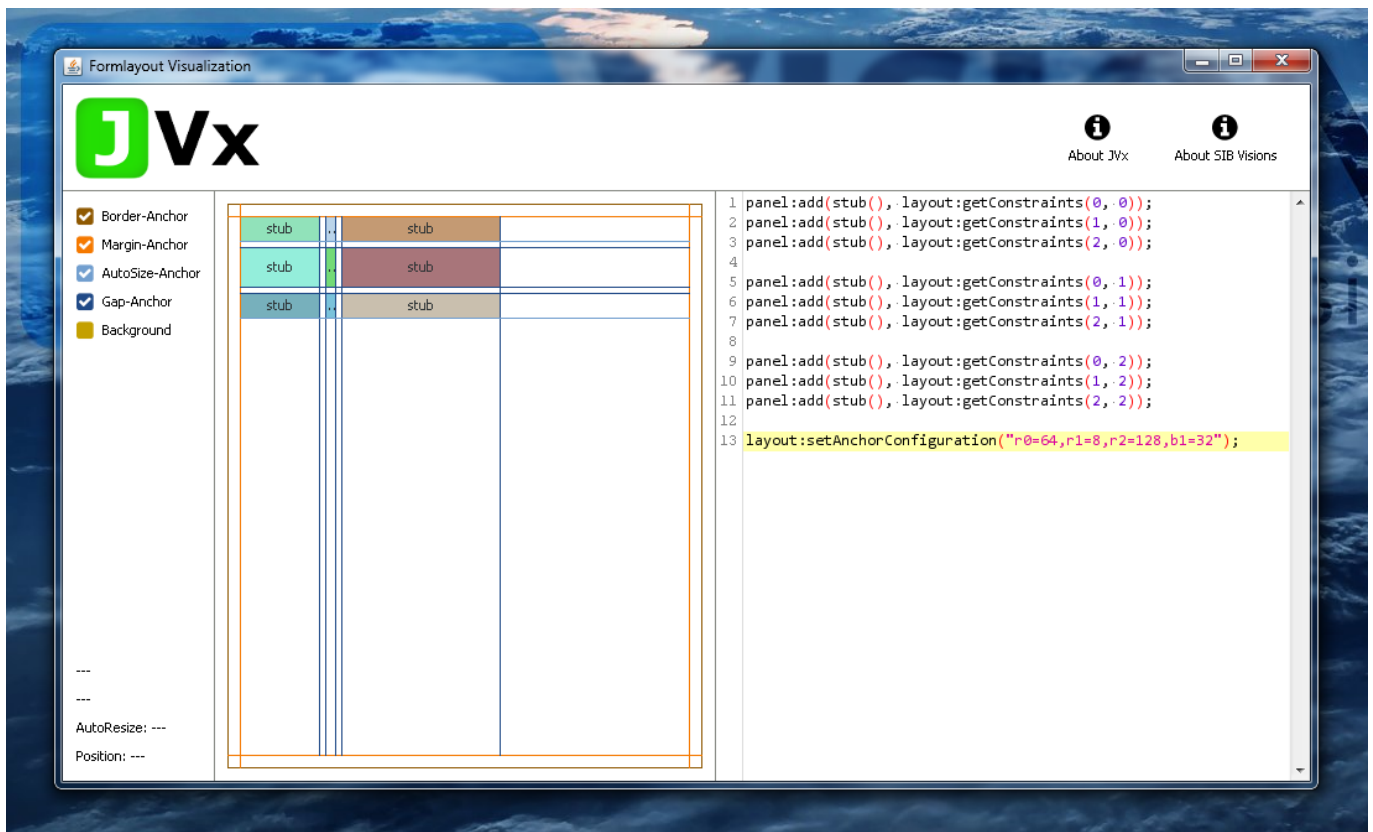 Formlayout Visualization
JVx
About JVx
About SIB Visions
Border-Anchor
Margin-Anchor
AutoSize-Anchor
Gap-Anchor
Background
---
---
AutoResize: ---
Position: ---
stub .. stub
stub .. stub
stub .. stub
1 panel:add(stub(), layout:getConstraints(0, 0));
2 panel:add(stub(), layout:getConstraints(1, 0));
3 panel:add(stub(), layout:getConstraints(2, 0));
4
5 panel:add(stub(), layout:getConstraints(0, 1));
6 panel:add(stub(), layout:getConstraints(1, 1));
7 panel:add(stub(), layout:getConstraints(2, 1));
8
9 panel:add(stub(), layout:getConstraints(0, 2));
10 panel:add(stub(), layout:getConstraints(1, 2));
11 panel:add(stub(), layout:getConstraints(2, 2));
12
13 layout:setAnchorConfiguration("r0=64,r1=8,r2=128,b1=32");